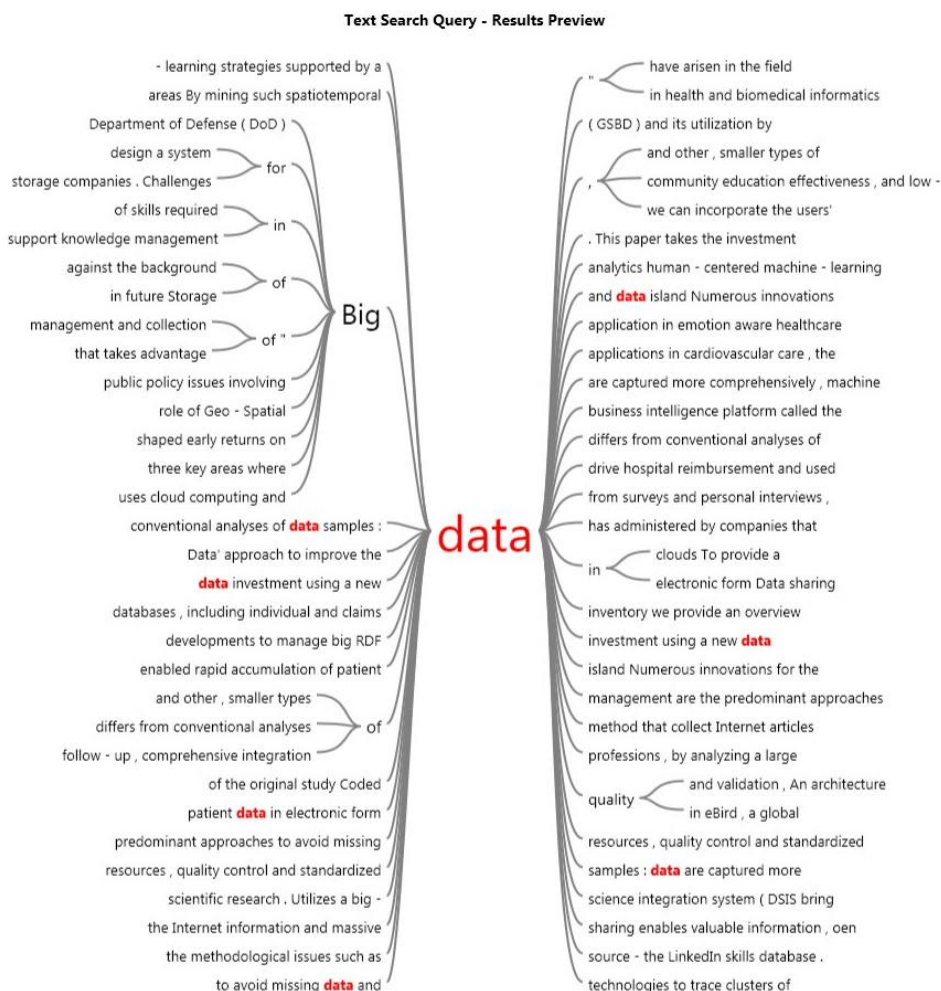 Text Search Query - Results Preview
- learning strategies supported by a
areas By mining such spatiotemporal
Department of Defense ( DoD )
design a system
storage companies . Challenges
for
of skills required
support knowledge management
in
against the background
in future Storage
of
management and collection
that takes advantage
of "
public policy issues involving
role of Geo - Spatial
shaped early returns on
three key areas where
uses cloud computing and
Big
conventional analyses of data samples :
Data' approach to improve the
data investment using a new
databases , including individual and claims
developments to manage big RDF
enabled rapid accumulation of patient
and other , smaller types
differs from conventional analyses
follow - up , comprehensive integration
of
of the original study Coded
patient data in electronic form
predominant approaches to avoid missing
resources , quality control and standardized
scientific research . Utilizes a big -
the Internet information and massive
the methodological issues such as
to avoid missing data and
data
"
have arisen in the field
in health and biomedical informatics
( GSBD ) and its utilization by
,
and other , smaller types of
community education effectiveness , and low -
we can incorporate the users'
. This paper takes the investment
analytics human - centered machine - learning
and data island Numerous innovations
application in emotion aware healthcare
applications in cardiovascular care , the
are captured more comprehensively , machine
business intelligence platform called the
differs from conventional analyses of
drive hospital reimbursement and used
from surveys and personal interviews ,
has administered by companies that
in
clouds To provide a
electronic form Data sharing
inventory we provide an overview
investment using a new data
island Numerous innovations for the
management are the predominant approaches
method that collect Internet articles
professions , by analyzing a large
quality
and validation , An architecture
in eBird , a global
resources , quality control and standardized
samples : data are captured more
science integration system ( DSIS bring
sharing enables valuable information , oen
source - the LinkedIn skills database .
technologies to trace clusters of